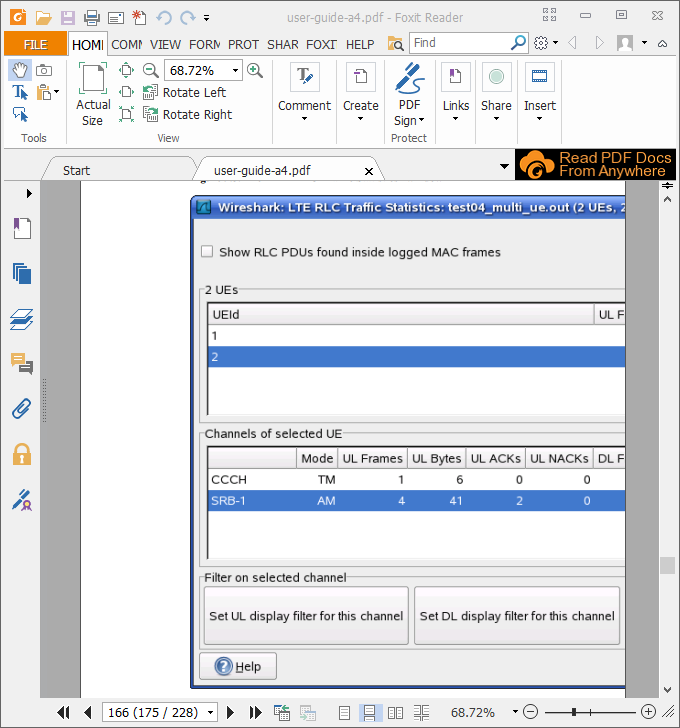 user-guide-a4.pdf - Foxit Reader
FILE HOME COMM VIEW FORM PROT SHAR FOXT HELP Find
68.72%
Actual Size
Rotate Left
Rotate Right
Comment
Create
PDF Sign
Links
Share
Insert
Tools
View
Protect
Start
user-guide-a4.pdf
Read PDF Docs
From Anywhere
Wireshark: LTE RLC Traffic Statistics: test04_multi_ue.out (2 UEs, 2
Show RLC PDUs found inside logged MAC frames
2 UEs
UEId UL F
1
2
Channels of selected UE
Mode UL Frames UL Bytes UL ACKs UL NACKs DL F
CCCH TM 1 6 0 0
SRB-1 AM 4 41 2 0
Filter on selected channel
Set UL display filter for this channel
Set DL display filter for this channel
Help
166 (175 / 228)
68.72%